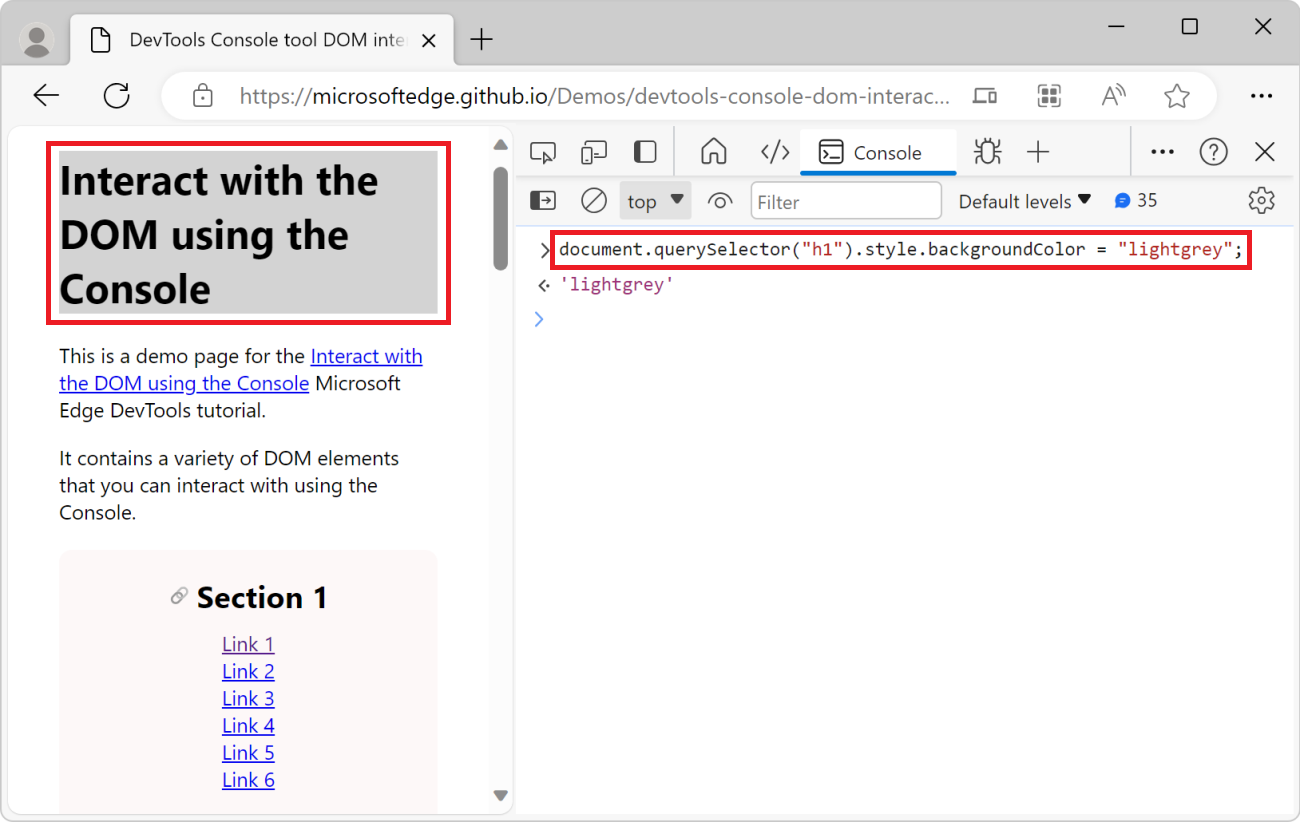 DevTools Console tool DOM inte
https://microsoftedge.github.io/Demos/devtools-console-dom-interac...
Interact with the
DOM using the
Console
This is a demo page for the Interact with
the DOM using the Console Microsoft
Edge DevTools tutorial.
It contains a variety of DOM elements
that you can interact with using the
Console.
Section 1
Link 1
Link 2
Link 3
Link 4
Link 5
Link 6
Console
top
Filter
Default levels
35
document.querySelector("h1").style.backgroundColor = "lightgrey";
'lightgrey'